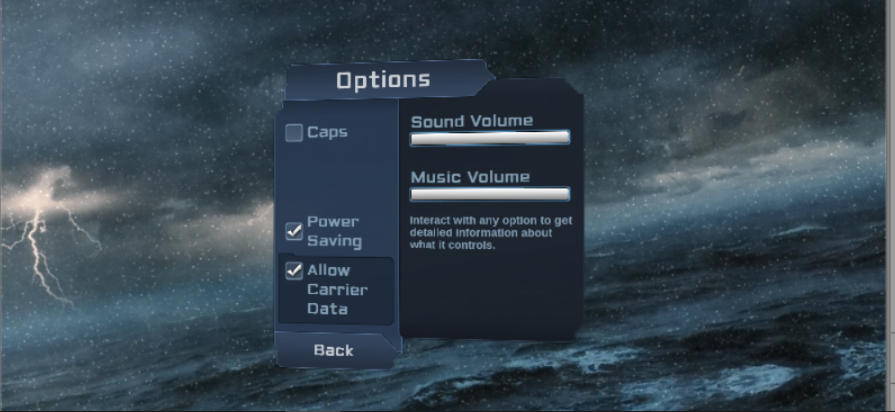 Options
Caps
Power
Saving
Allow
Carrier
Data
Back
Sound Volume
Music Volume
Interact with any option to get
detailed information about
what it controls.